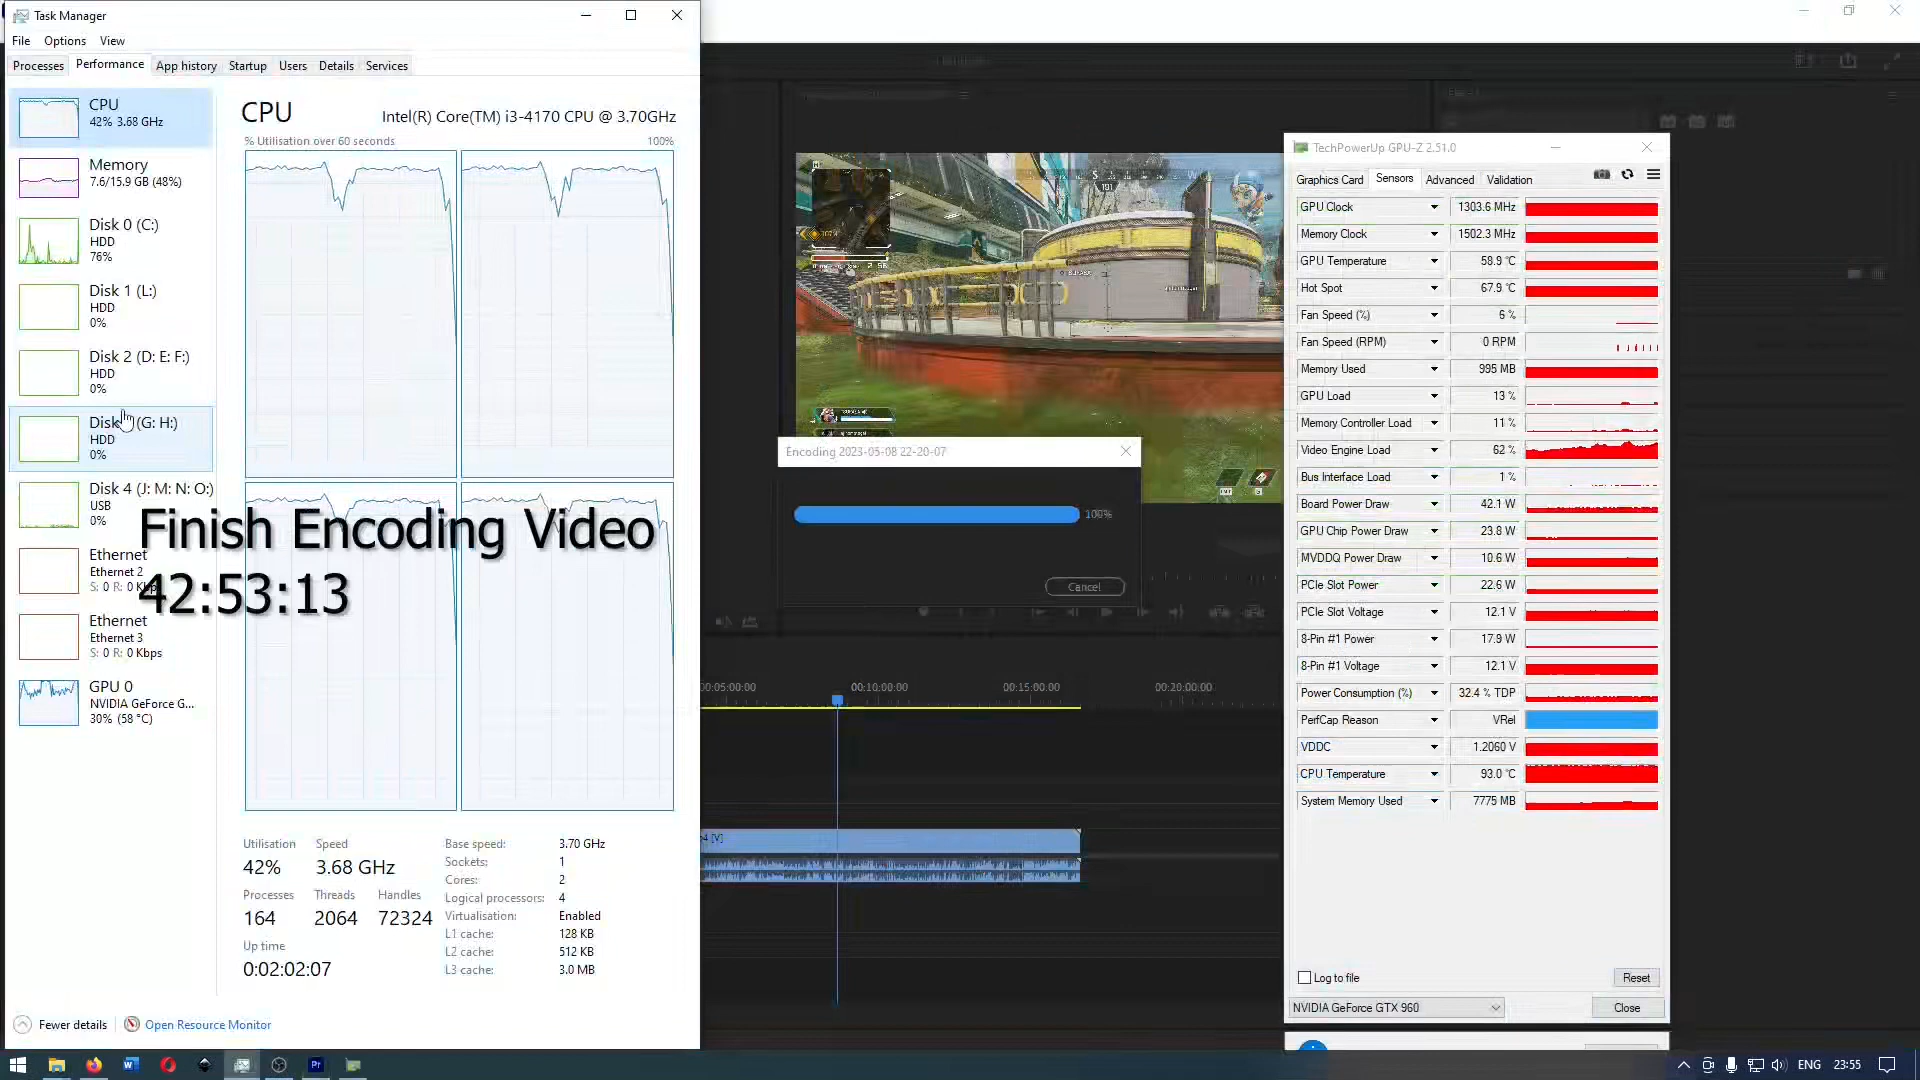 Task Manager
File Options View
Processes Performance App history Startup Users Details Services
CPU
42% 3.68 GHz
Memory
7.6/15.9 GB (48%)
Disk 0 (C:)
HDD
76%
Disk 1 (L:)
HDD
0%
Disk 2 (D: E: F:)
HDD
0%
Disk (G: H:)
HDD
0%
Disk 4 (J: M: N: O:)
USB
0%
Ethernet
Ethernet 2
S: 0 R: 0 Kbps
Ethernet
Ethernet 3
S: 0 R: 0 Kbps
GPU 0
NVIDIA GeForce G...
30% (58 °C)
CPU Intel(R) Core(TM) i3-4170 CPU @ 3.70GHz
% Utilisation over 60 seconds 100%
Finish Encoding Video
42:53:13
Utilisation Speed
42% 3.68 GHz
Processes Threads Handles
164 2064 72324
Up time
0:02:02:07
Base speed: 3.70 GHz
Sockets: 1
Cores: 2
Logical processors: 4
Virtualisation: Enabled
L1 cache: 128 KB
L2 cache: 512 KB
L3 cache: 3.0 MB
Fewer details Open Resource Monitor
Encoding 2023-05-08 22-20-07
100%
Cancel
00:05:00:00 00:10:00:00 00:15:00:00 00:20:00:00
4 [V]
TechPowerUp GPU-Z 2.51.0
Graphics Card Sensors Advanced Validation
GPU Clock 1303.6 MHz
Memory Clock 1502.3 MHz
GPU Temperature 58.9 °C
Hot Spot 67.9 °C
Fan Speed (%) 6 %
Fan Speed (RPM) 0 RPM
Memory Used 995 MB
GPU Load 13 %
Memory Controller Load 11 %
Video Engine Load 62 %
Bus Interface Load 1 %
Board Power Draw 42.1 W
GPU Chip Power Draw 23.8 W
MVDDQ Power Draw 10.6 W
PCIe Slot Power 22.6 W
PCIe Slot Voltage 12.1 V
8-Pin #1 Power 17.9 W
8-Pin #1 Voltage 12.1 V
Power Consumption (%) 32.4 % TDP
PerfCap Reason VRel
VDDC 1.2060 V
CPU Temperature 93.0 °C
System Memory Used 7775 MB
Log to file Reset
NVIDIA GeForce GTX 960 Close
ENG 23:55